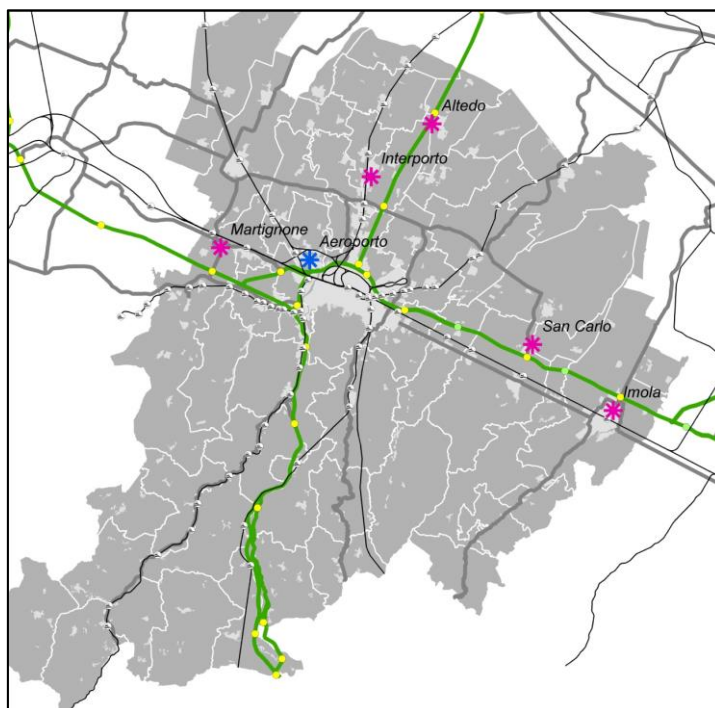 Altedo
Interporto
Martignone
Aeroporto
San Carlo
Imola